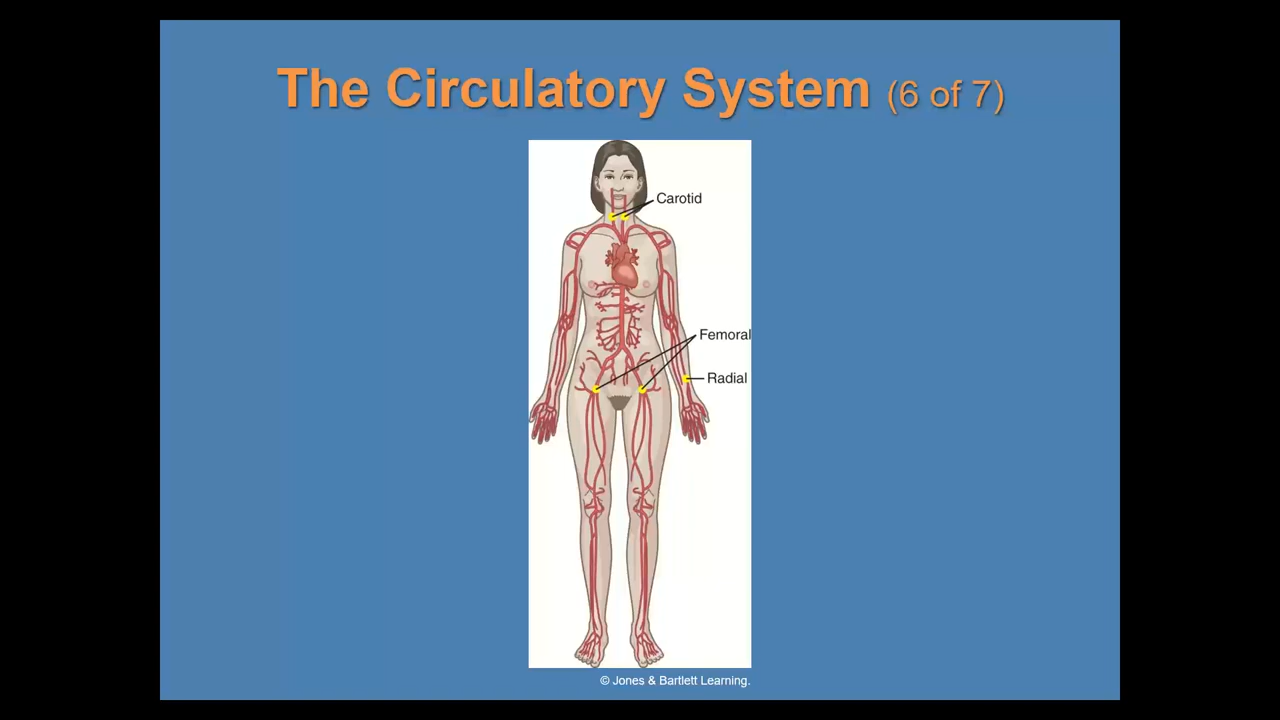 The Circulatory System (6 of 7)
Carotid
Femoral
Radial
© Jones & Bartlett Learning.